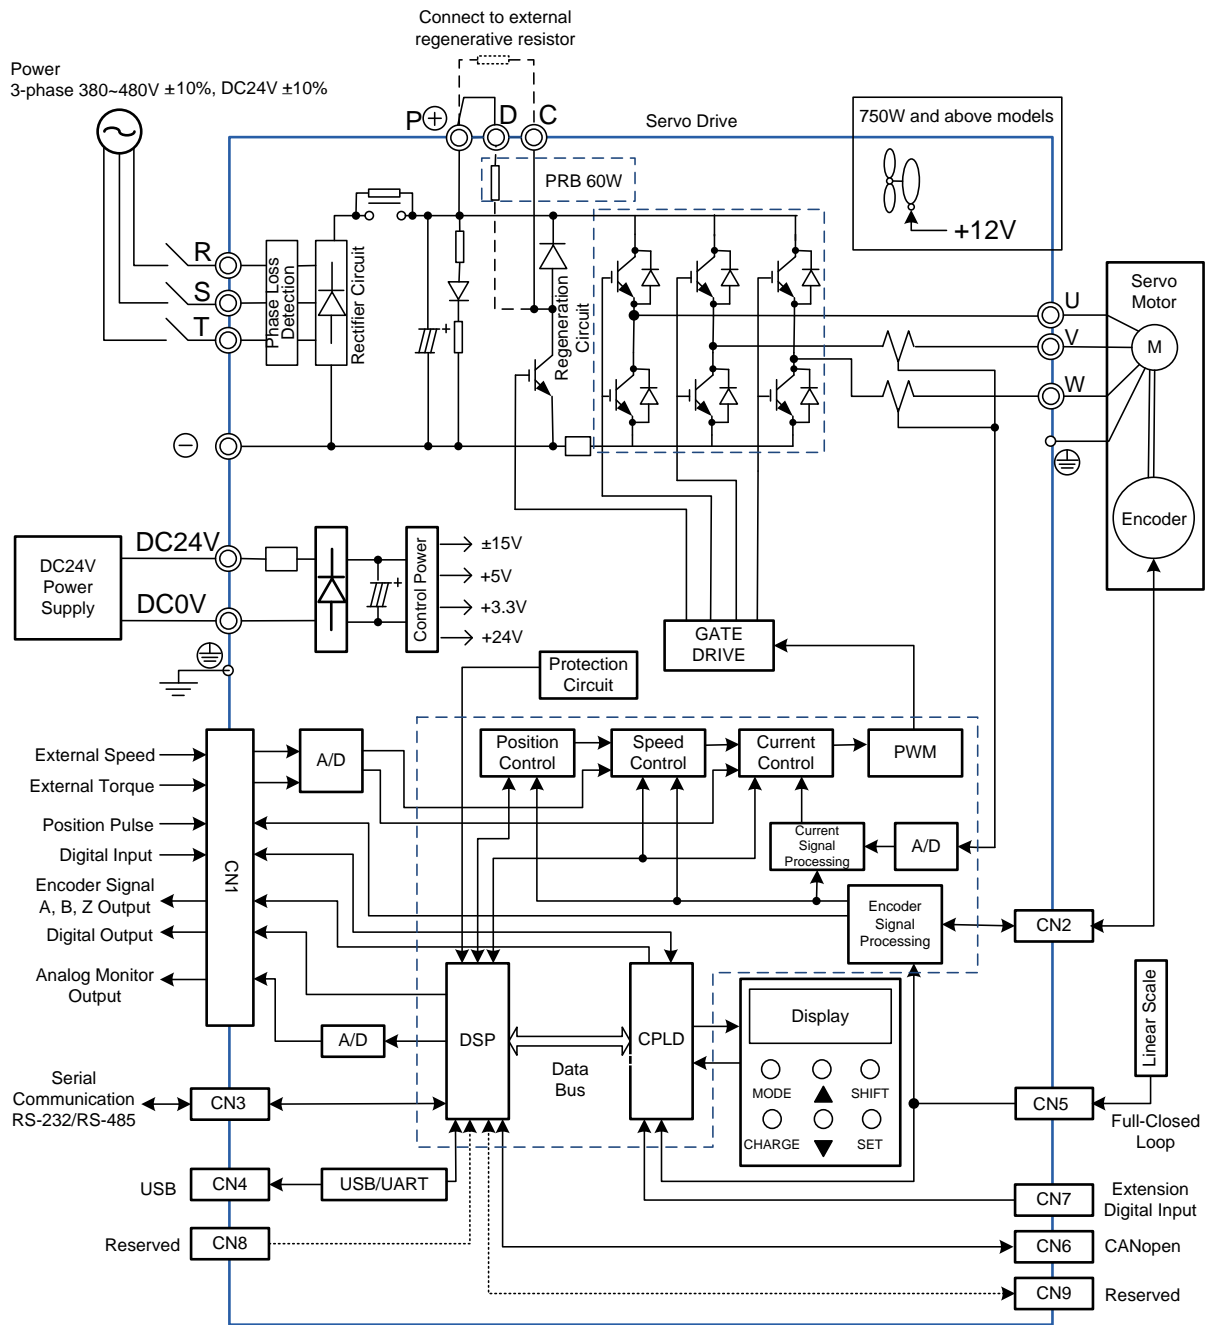 Connect to external
regenerative resistor
Power
3-phase 380~480V ±10%, DC24V ±10%
P⊕ D C
Servo Drive
750W and above models
PRB 60W
+12V
R
S
T
Phase Loss
Detection
Rectifier Circuit
Regeneration
Circuit
U
V
W
Servo
Motor
M
Encoder
DC24V
Power
Supply
DC24V
DC0V
Control Power
±15V
+5V
+3.3V
+24V
GATE
DRIVE
Protection
Circuit
External Speed
External Torque
Position Pulse
Digital Input
Encoder Signal
A, B, Z Output
Digital Output
Analog Monitor
Output
CN1
A/D
Position
Control
Speed
Control
Current
Control
PWM
Current
Signal
Processing
A/D
Encoder
Signal
Processing
CN2
Linear Scale
DSP
Data
Bus
CPLD
A/D
Display
MODE ▲ SHIFT
CHARGE ▼ SET
Serial
Communication
RS-232/RS-485
CN3
CN5
Full-Closed
Loop
USB
CN4
USB/UART
CN7
Extension
Digital Input
Reserved
CN8
CN6
CANopen
CN9
Reserved